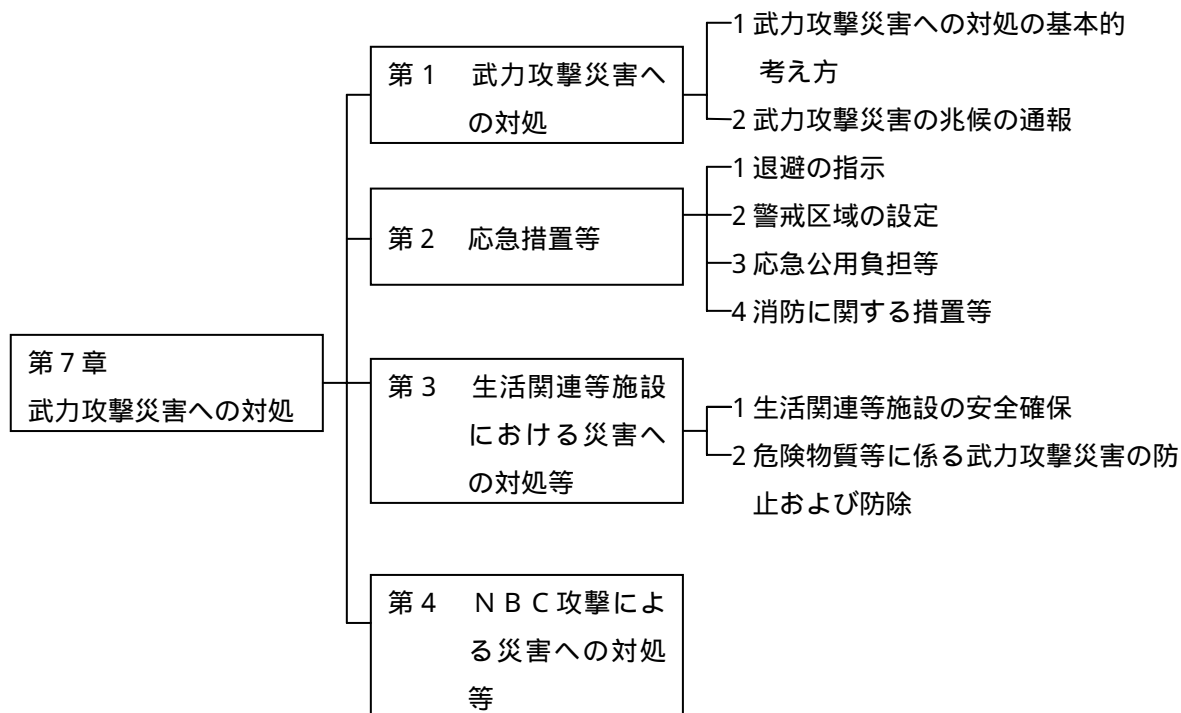 第７章
武力攻撃災害への対処
第１　武力攻撃災害へ
の対処
1 武力攻撃災害への対処の基本的
考え方
2 武力攻撃災害の兆候の通報
第２　応急措置等
1 退避の指示
2 警戒区域の設定
3 応急公用負担等
4 消防に関する措置等
第３　生活関連等施設
における災害へ
の対処等
1 生活関連等施設の安全確保
2 危険物質等に係る武力攻撃災害の防
止および防除
第４　ＮＢＣ攻撃によ
る災害への対処
等